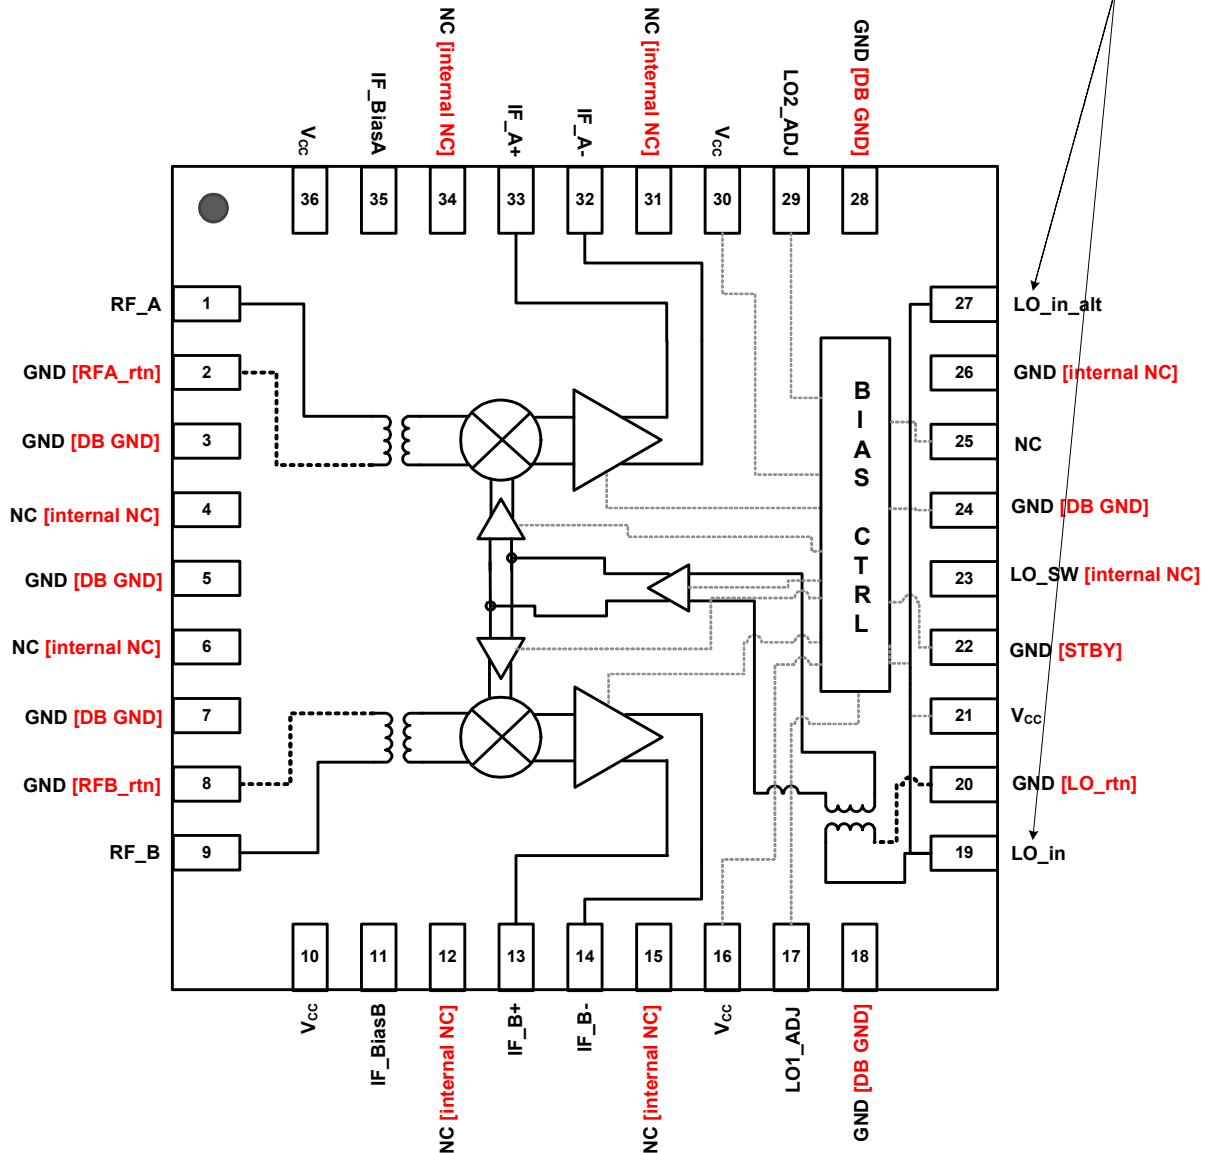 NC [internal NC]
NC [internal NC]
GND [DB GND]
IF_BiasA
LO2_ADJ
IF_A+
IF_A-
VCC
VCC
36
35
34
33
32
31
30
29
28
RF_A
1
27
LO_in_alt
GND [RFA_rtn]
2
26
GND [internal NC]
GND [DB GND]
3
25
NC
NC [internal NC]
4
24
GND [DB GND]
GND [DB GND]
5
23
LO_SW [internal NC]
NC [internal NC]
6
22
GND [STBY]
GND [DB GND]
7
21
VCC
GND [RFB_rtn]
8
20
GND [LO_rtn]
RF_B
9
19
LO_in
BIAS CTRL
10
11
12
13
14
15
16
17
18
VCC
IF_BiasB
NC [internal NC]
IF_B+
IF_B-
NC [internal NC]
VCC
LO1_ADJ
GND [DB GND]